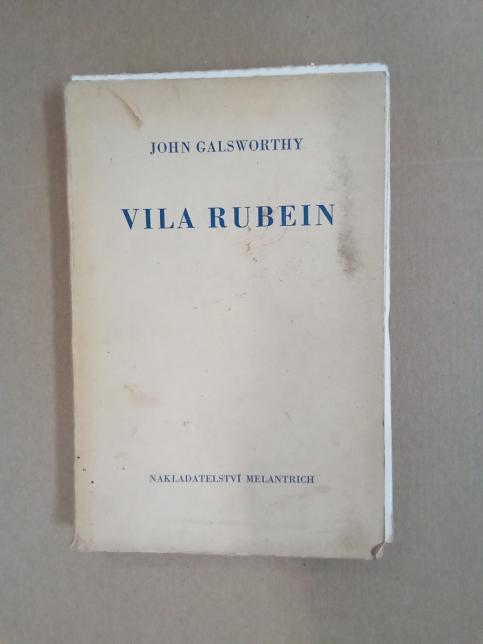 JOHN GALSWORTHY
VILA RUBEIN
NAKLADATELSTVÍ MELANTRICH